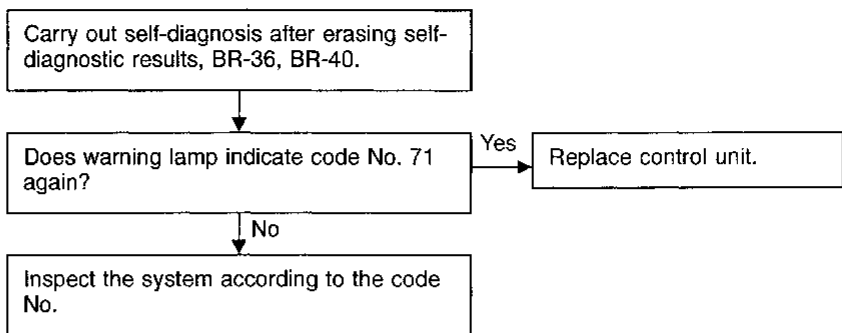 Carry out self-diagnosis after erasing self-
diagnostic results, BR-36, BR-40.
Does warning lamp indicate code No. 71
again?
Yes
Replace control unit.
No
Inspect the system according to the code
No.